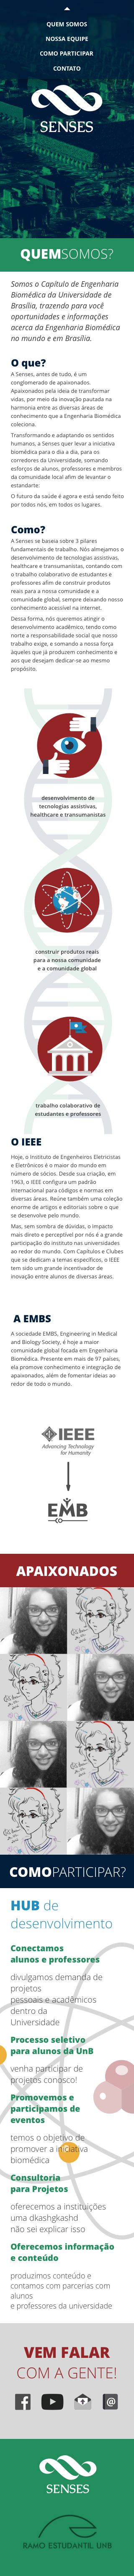 QUEM SOMOS
NOSSA EQUIPE
COMO PARTICIPAR
CONTATO
SENSES
QUEMSOMOS?
Somos o Capítulo de Engenharia
Biomédica da Universidade de
Brasília, trazendo para você
oportunidades e infomações
acerca da Engenharia Biomédica
no mundo e em Brasília.
O que?
A Senses, antes de tudo, é um
conglomerado de apaixonados.
Apaixonados pela ideia de transformar
vidas, por meio da inovação pautada na
harmonia entre as diversas áreas de
conhecimento que a Engenharia Biomédica
coleciona.
Transformando e adaptando os sentidos
humanos, a Senses quer levar a iniciativa
biomédica para o dia a dia, para os
corredores da Universidade, somando
esforços de alunos, professores e membros
da comunidade local afim de levantar o
estandarte:
O futuro da saúde é agora e está sendo feito
por todos nós, em todos os lugares.
Como?
A Senses se baseia sobre 3 pilares
fundamentais de trabalho. Nós almejamos o
desenvolvimento de tecnologias assistivas,
healthcare e transumanistas, contando com
o trabalho colaborativo de estudantes e
professores afim de construir produtos
reais para a nossa comunidade e a
comunidade global, sempre deixando nosso
conhecimento acessível via internet.
Dessa forma, nós queremos atingir o
desenvolvimento acadêmico, tendo como
norte a responsabilidade social que nosso
trabalho exige, e tomando a nossa força
àqueles que já produzem conhecimento e
aos que desejam dedicar-se ao mesmo
propósito.
desenvolvimento de
tecnologias assistivas,
healthcare e transumanistas
construir produtos reais
para a nossa comunidade
e a comunidade global
trabalho colaborativo de
estudantes e professores
O IEEE
Hoje, o Instituto de Engenheiros Eletricistas
e Eletrônicos é o maior do mundo em
número de sócios. Desde sua criação, em
1963, o IEEE configura um padrão
internacional para códigos e normas em
diversas áreas. Reúne também uma coleção
enorme de artigos e editoriais sobre o que
se desenvolve pelo mundo.
Mas, sem sombra de dúvidas, o impacto
mais direto e perceptível por nós é a grande
participação do instituto nas universidades
ao redor do mundo. Com Capítulos e Clubes
que se dedicam a temas específicos, o IEEE
tem sido um grande incentivador de
inovação entre alunos de diversas áreas.
A EMBS
A sociedade EMBS, Engineering in Medical
and Biology Society, é hoje a maior
comunidade global focada em Engenharia
Biomédica. Presente em mais de 97 países,
ela promove conhecimento e integração de
apaixonados, além de fomentar ideias ao
redor de todo o mundo.
IEEE
Advancing Technology
for Humanity
EMB
APAIXONADOS
COMOPARTICIPAR?
HUB de
desenvolvimento
Conectamos
alunos e professores
divulgamos demanda de
projetos
pessoais e acadêmicos
dentro da
Universidade
Processo seletivo
para alunos da UnB
venha participar de
projetos conosco!
Promovemos e
participamos de
eventos
temos o objetivo de
promover a iniciativa
biomédica
Consultoria
para Projetos
oferecemos a instituições
uma dkashgkashd
não sei explicar isso
Oferecemos informação
e conteúdo
produzimos conteúdo e
contamos com parcerias com
alunos
e professores da universidade
VEM FALAR
COM A GENTE!
SENSES
RAMO ESTUDANTIL UNB